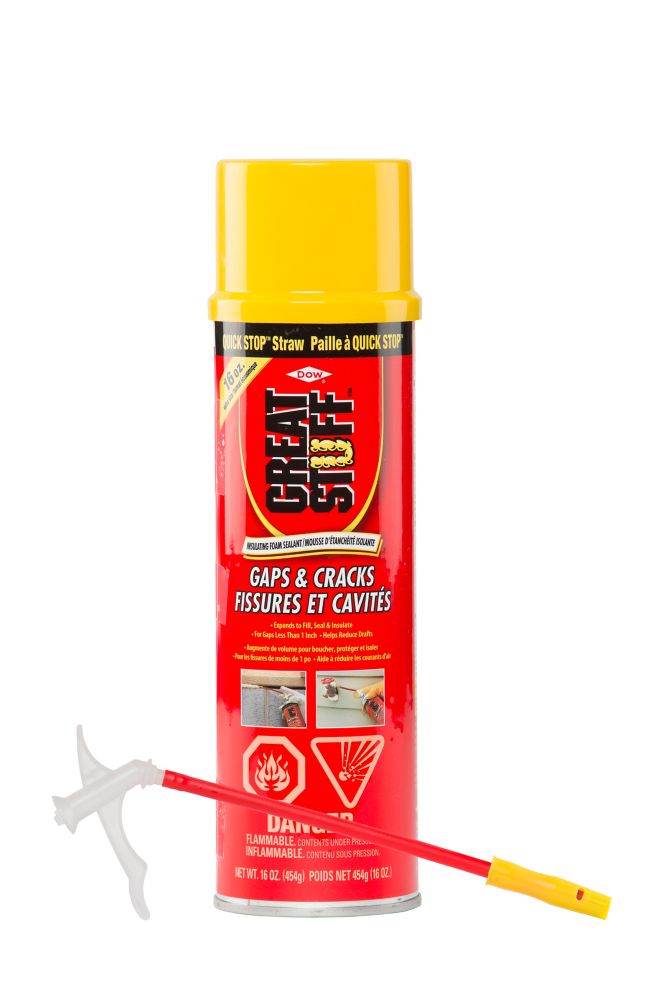 QUICK STOP™ Straw Paille à QUICK STOP™
16 oz.
DOW
GREAT
STUFF™
INSULATING FOAM SEALANT/MOUSSE D'ÉTANCHÉITÉ ISOLANTE
GAPS & CRACKS
FISSURES ET CAVITÉS
• Expands to Fill, Seal & Insulate
• For Gaps Less Than 1 Inch • Helps Reduce Drafts
• Augmente de volume pour boucher, protéger et isoler
• Pour les fissures de moins de 1 po • Aide à réduire les courants d'air
DANGER
FLAMMABLE. CONTENTS UNDER PRESSURE.
INFLAMMABLE. CONTENU SOUS PRESSION.
NET WT. 16 OZ. (454g) POIDS NET 454g (16 OZ.)